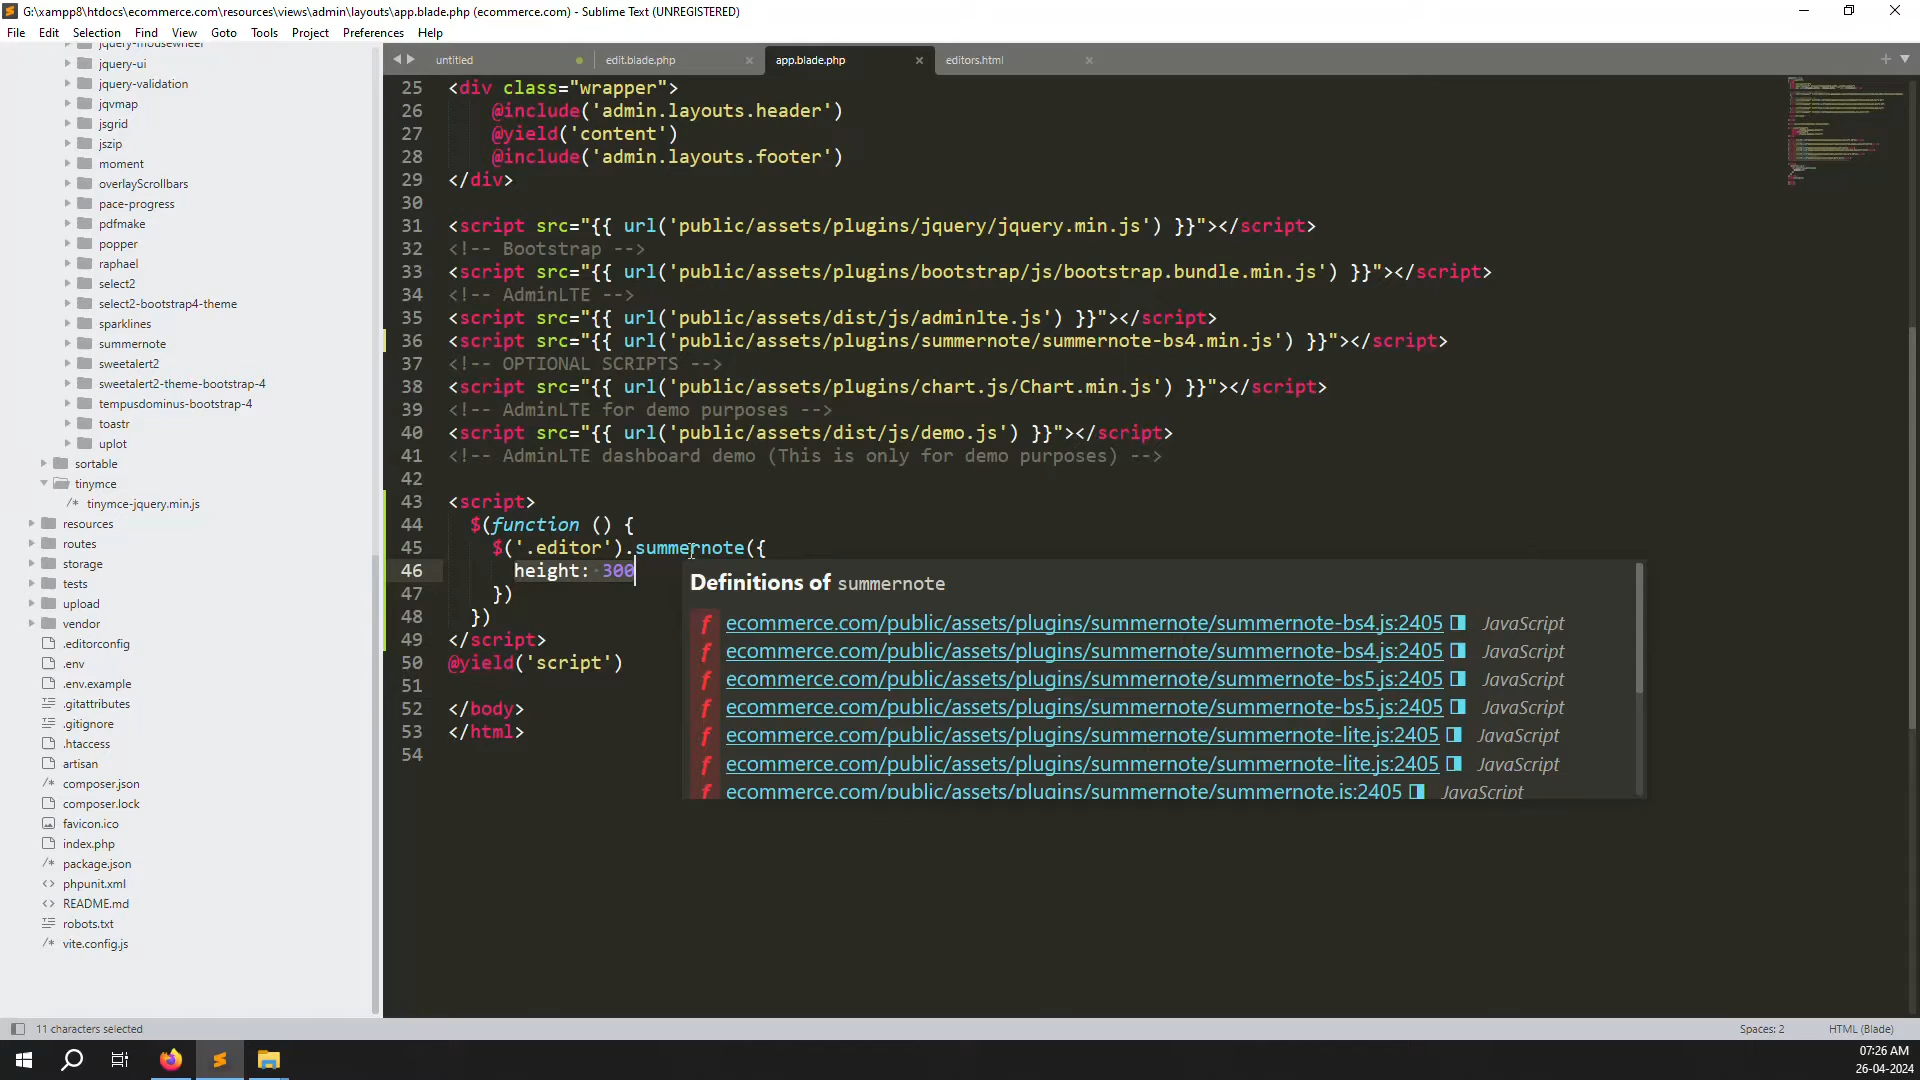 G:\xampp8\htdocs\ecommerce.com\resources\views\admin\layouts\app.blade.php (ecommerce.com) - Sublime Text (UNREGISTERED)
File Edit Selection Find View Goto Tools Project Preferences Help
jquery-mousewheel
jquery-ui
jquery-validation
jqvmap
jsgrid
jszip
moment
overlayScrollbars
pace-progress
pdfmake
popper
raphael
select2
select2-bootstrap4-theme
sparklines
summernote
sweetalert2
sweetalert2-theme-bootstrap-4
tempusdominus-bootstrap-4
toastr
uplot
sortable
tinymce
/* tinymce-jquery.min.js
resources
routes
storage
tests
upload
vendor
.editorconfig
.env
.env.example
.gitattributes
.gitignore
.htaccess
artisan
composer.json
composer.lock
favicon.ico
index.php
/* package.json
<> phpunit.xml
<> README.md
robots.txt
/* vite.config.js
untitled
edit.blade.php
app.blade.php
editors.html
25 <div class="wrapper">
26 @include('admin.layouts.header')
27 @yield('content')
28 @include('admin.layouts.footer')
29 </div>
30
31 <script src="{{ url('public/assets/plugins/jquery/jquery.min.js') }}"></script>
32 <!-- Bootstrap -->
33 <script src="{{ url('public/assets/plugins/bootstrap/js/bootstrap.bundle.min.js') }}"></script>
34 <!-- AdminLTE -->
35 <script src="{{ url('public/assets/dist/js/adminlte.js') }}"></script>
36 <script src="{{ url('public/assets/plugins/summernote/summernote-bs4.min.js') }}"></script>
37 <!-- OPTIONAL SCRIPTS -->
38 <script src="{{ url('public/assets/plugins/chart.js/Chart.min.js') }}"></script>
39 <!-- AdminLTE for demo purposes -->
40 <script src="{{ url('public/assets/dist/js/demo.js') }}"></script>
41 <!-- AdminLTE dashboard demo (This is only for demo purposes) -->
42
43 <script>
44 $(function () {
45 $('.editor').summernote({
46 height: 300
47 })
48 })
49 </script>
50 @yield('script')
51
52 </body>
53 </html>
54
Definitions of summernote
f ecommerce.com/public/assets/plugins/summernote/summernote-bs4.js:2405 JavaScript
f ecommerce.com/public/assets/plugins/summernote/summernote-bs4.js:2405 JavaScript
f ecommerce.com/public/assets/plugins/summernote/summernote-bs5.js:2405 JavaScript
f ecommerce.com/public/assets/plugins/summernote/summernote-bs5.js:2405 JavaScript
f ecommerce.com/public/assets/plugins/summernote/summernote-lite.js:2405 JavaScript
f ecommerce.com/public/assets/plugins/summernote/summernote-lite.js:2405 JavaScript
f ecommerce.com/public/assets/plugins/summernote/summernote.js:2405 JavaScript
11 characters selected
Spaces: 2
HTML (Blade)
07:26 AM
26-04-2024